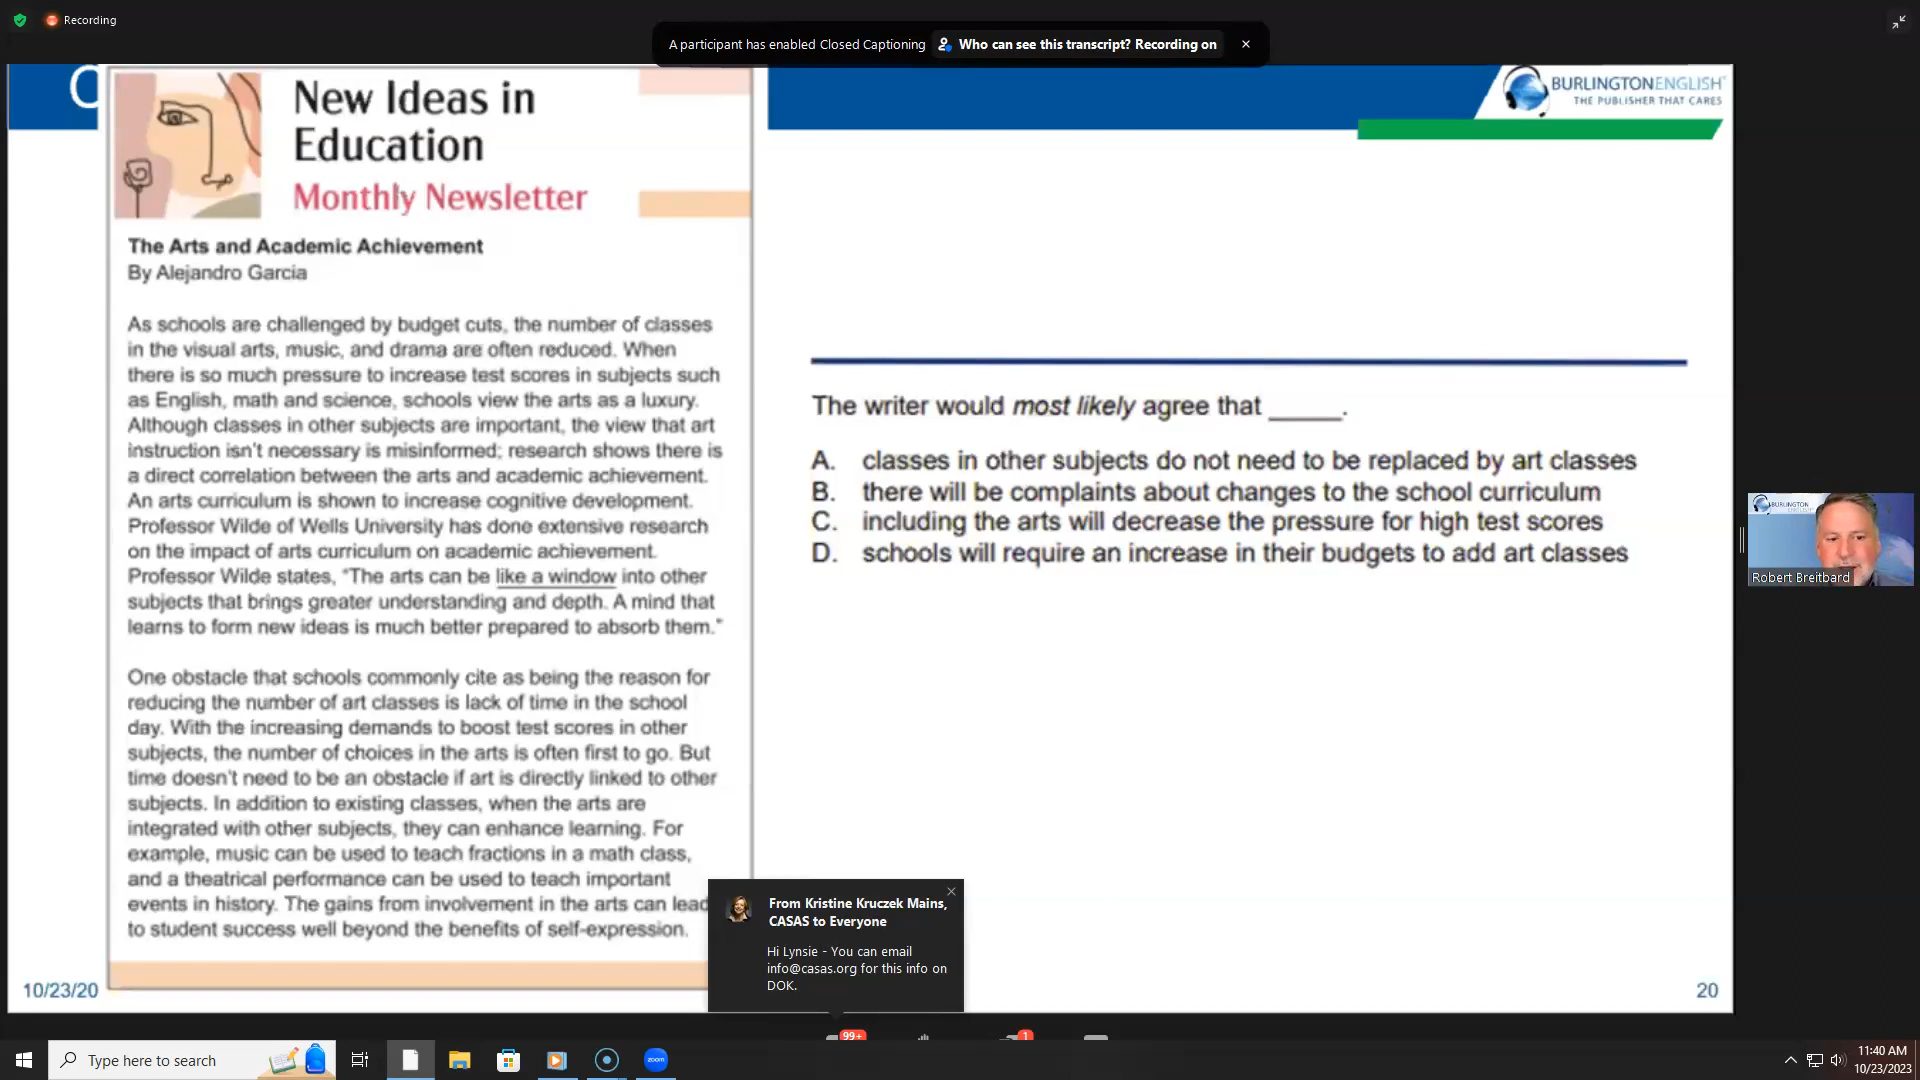 Recording
A participant has enabled Closed Captioning Who can see this transcript? Recording on
BURLINGTONENGLISH
THE PUBLISHER THAT CARES
New Ideas in
Education
Monthly Newsletter
The Arts and Academic Achievement
By Alejandro Garcia
As schools are challenged by budget cuts, the number of classes
in the visual arts, music, and drama are often reduced. When
there is so much pressure to increase test scores in subjects such
as English, math and science, schools view the arts as a luxury.
Although classes in other subjects are important, the view that art
instruction isn't necessary is misinformed; research shows there is
a direct correlation between the arts and academic achievement.
An arts curriculum is shown to increase cognitive development.
Professor Wilde of Wells University has done extensive research
on the impact of arts curriculum on academic achievement.
Professor Wilde states, "The arts can be like a window into other
subjects that brings greater understanding and depth. A mind that
learns to form new ideas is much better prepared to absorb them."
One obstacle that schools commonly cite as being the reason for
reducing the number of art classes is lack of time in the school
day. With the increasing demands to boost test scores in other
subjects, the number of choices in the arts is often first to go. But
time doesn't need to be an obstacle if art is directly linked to other
subjects. In addition to existing classes, when the arts are
integrated with other subjects, they can enhance learning. For
example, music can be used to teach fractions in a math class,
and a theatrical performance can be used to teach important
events in history. The gains from involvement in the arts can lead
to student success well beyond the benefits of self-expression.
The writer would most likely agree that _____.
A. classes in other subjects do not need to be replaced by art classes
B. there will be complaints about changes to the school curriculum
C. including the arts will decrease the pressure for high test scores
D. schools will require an increase in their budgets to add art classes
Robert Breitbard
From Kristine Kruczek Mains,
CASAS to Everyone
Hi Lynsie - You can email
info@casas.org for this info on
DOK.
10/23/20
20
99+
1
Type here to search
zoom
11:40 AM
10/23/2023